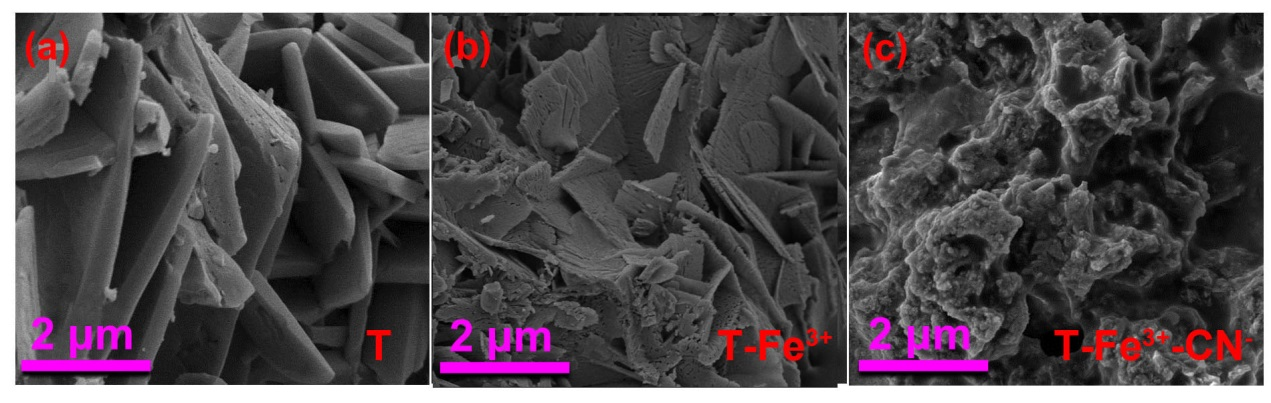 (a)
2 μm
T
(b)
2 μm
T-Fe³⁺
(c)
2 μm
T-Fe³⁺-CN⁻